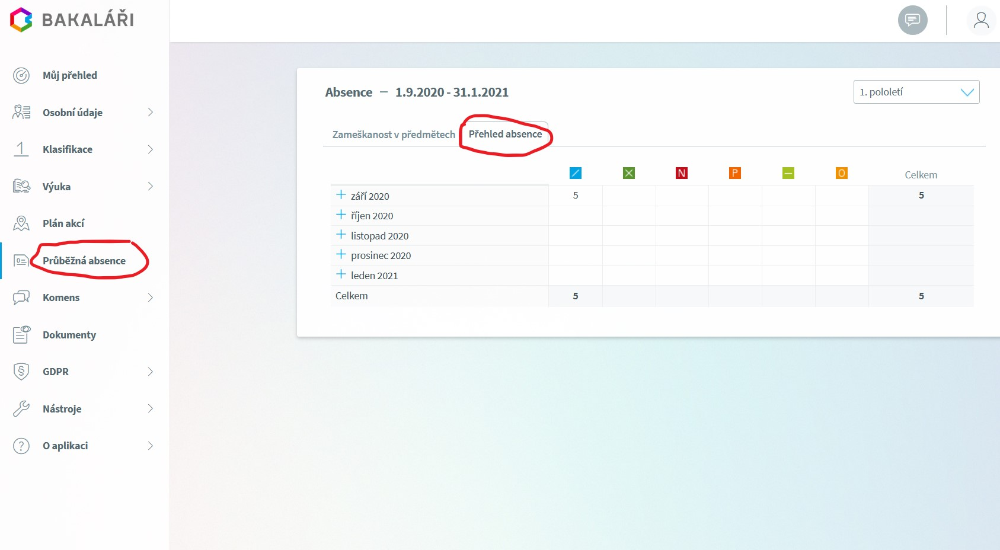 BAKALÁŘI
Můj přehled
Osobní údaje
Klasifikace
Výuka
Plán akcí
Průběžná absence
Komens
Dokumenty
GDPR
Nástroje
O aplikaci
Absence – 1.9.2020 - 31.1.2021
1. pololetí
Zameškanost v předmětech Přehled absence
N P O Celkem
září 2020 5 5
říjen 2020
listopad 2020
prosinec 2020
leden 2021
Celkem 5 5